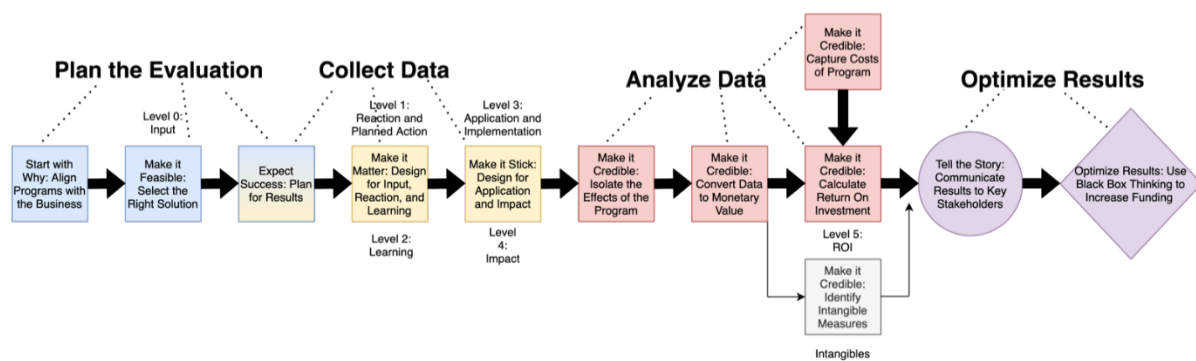 Plan the Evaluation
Collect Data
Analyze Data
Optimize Results
Level 0:
Input
Level 1:
Reaction and
Planned Action
Level 3:
Application and
Implementation
Make it
Credible:
Capture Costs
of Program
Start with
Why: Align
Programs with
the Business
Make it
Feasible:
Select the
Right Solution
Expect
Success: Plan
for Results
Make it
Matter: Design
for Input,
Reaction, and
Learning
Make it Stick:
Design for
Application
and Impact
Make it
Credible:
Isolate the
Effects of the
Program
Make it
Credible:
Convert Data
to Monetary
Value
Make it
Credible:
Calculate
Return On
Investment
Tell the Story:
Communicate
Results to Key
Stakeholders
Optimize Results: Use
Black Box Thinking to
Increase Funding
Level 2:
Learning
Level
4:
Impact
Level 5:
ROI
Make it
Credible:
Identify
Intangible
Measures
Intangibles